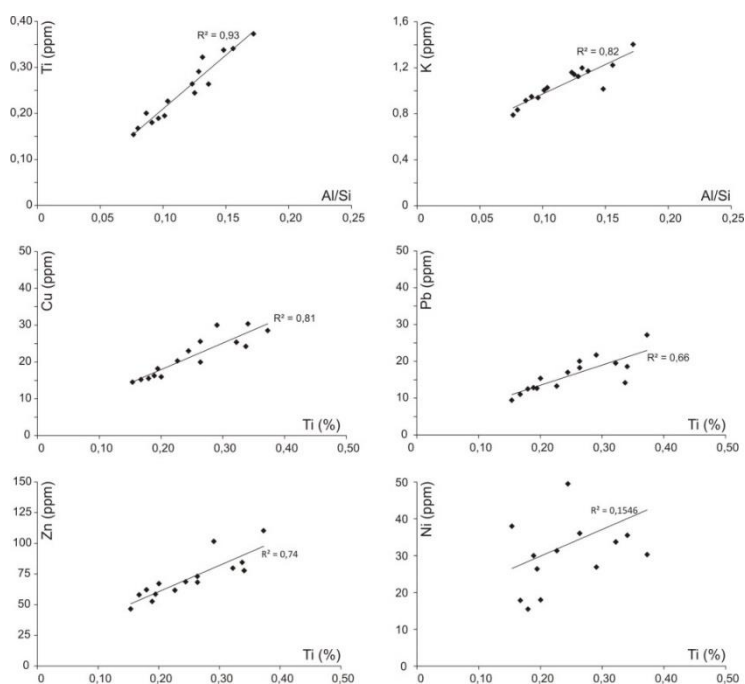 Ti (ppm)
0,40
0,30
0,20
0,10
0
R² = 0,93
Al/Si
0 0,05 0,10 0,15 0,20 0,25
K (ppm)
1,6
1,2
0,8
0,4
0
R² = 0,82
Al/Si
0 0,05 0,10 0,15 0,20 0,25
Cu (ppm)
50
40
30
20
10
0
R² = 0,81
Ti (%)
0 0,10 0,20 0,30 0,40 0,50
Pb (ppm)
50
40
30
20
10
0
R² = 0,66
Ti (%)
0 0,10 0,20 0,30 0,40 0,50
Zn (ppm)
150
125
100
75
50
25
0
R² = 0,74
Ti (%)
0 0,10 0,20 0,30 0,40 0,50
Ni (ppm)
50
40
30
20
10
0
R² = 0,1546
Ti (%)
0 0,10 0,20 0,30 0,40 0,50